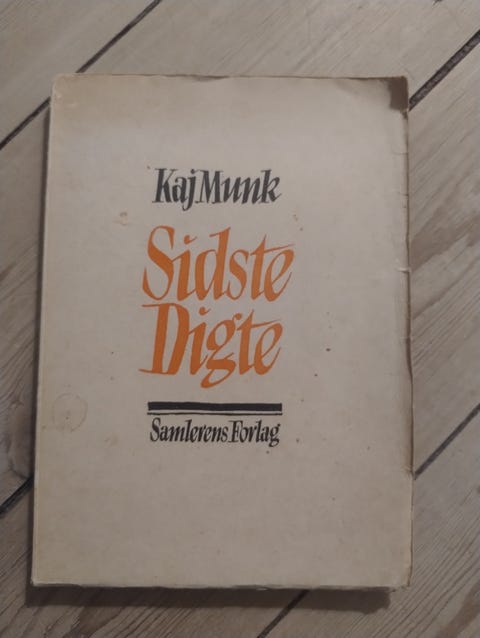 Kaj Munk
Sidste
Digte
Samlerens Forlag